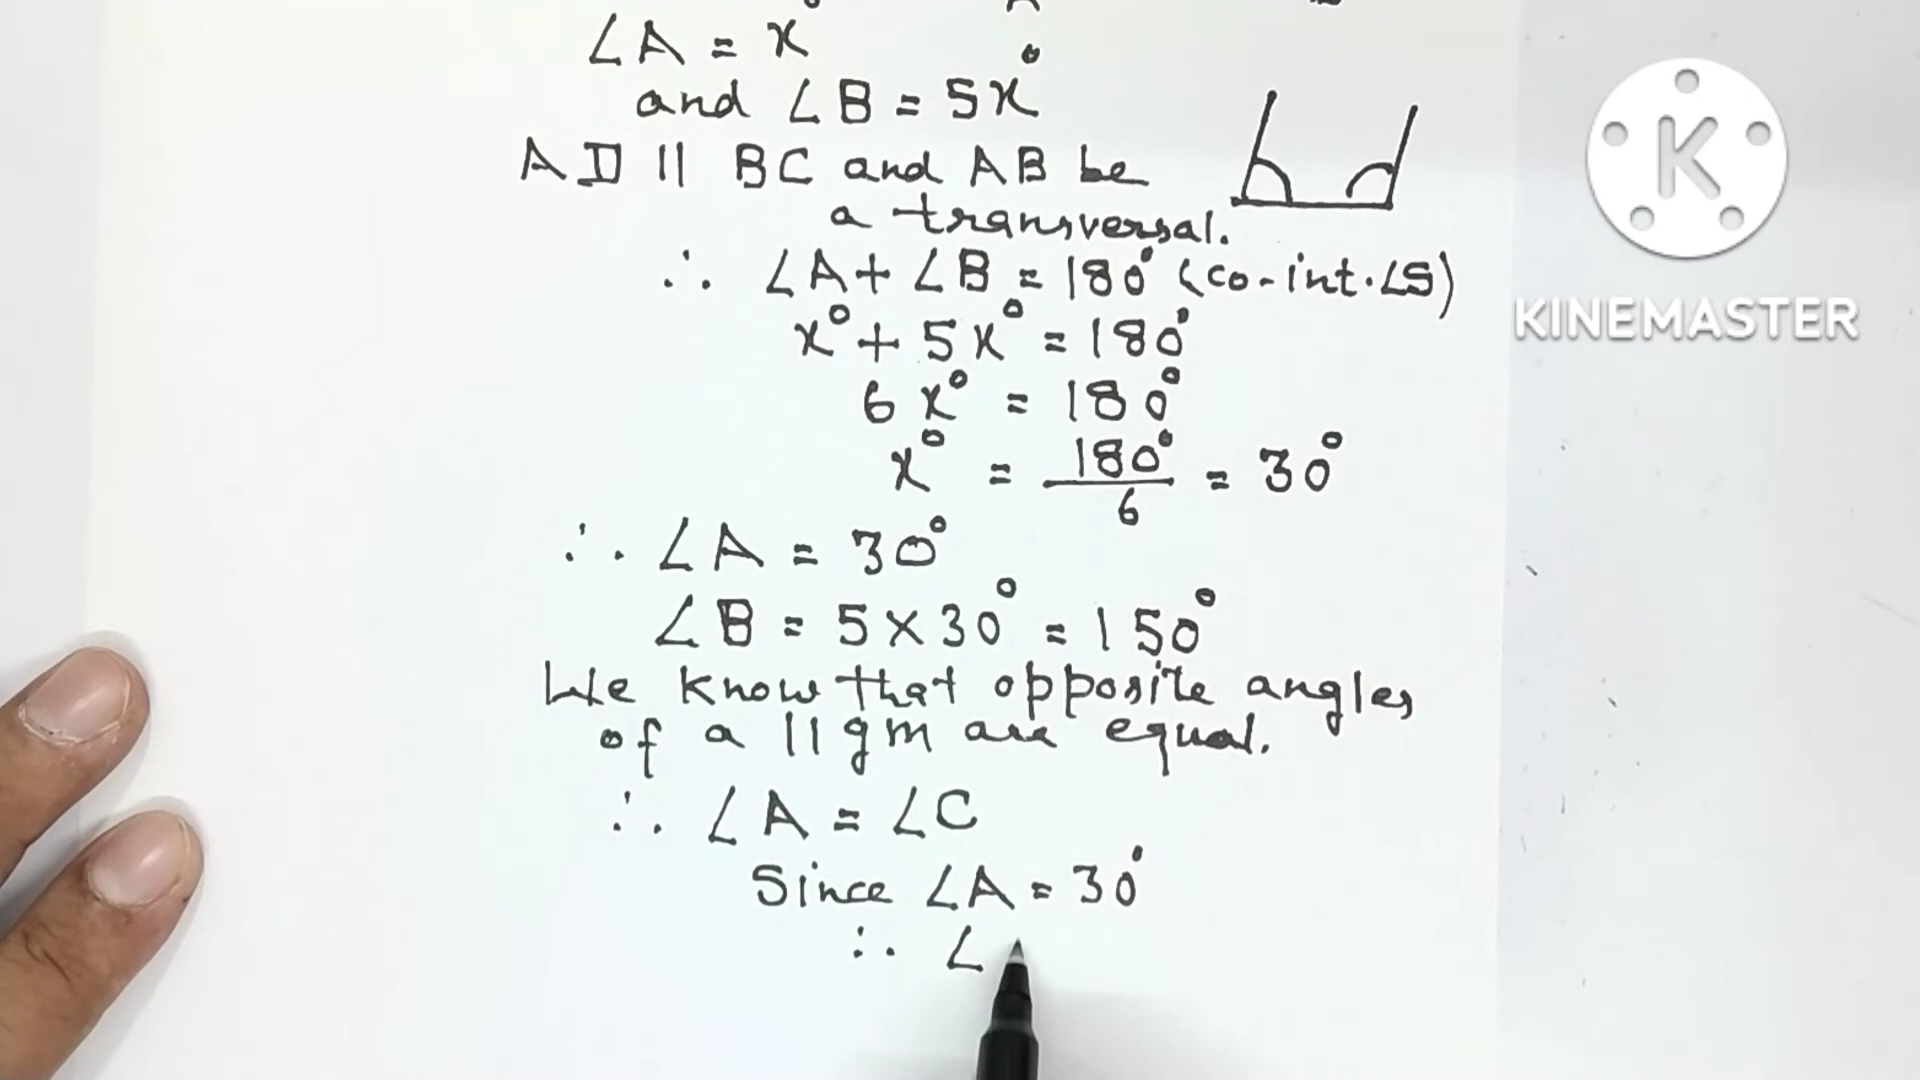 ∠A = x°
and ∠B = 5x°
AD || BC and AB be
a transversal.
∴ ∠A + ∠B = 180° (co-int. ∠S)
x° + 5x° = 180°
6x° = 180°
x° = 180°/6 = 30°
∴ ∠A = 30°
∠B = 5 × 30° = 150°
We know that opposite angles
of a ||gm are equal.
∴ ∠A = ∠C
Since ∠A = 30°
∴ ∠
K
KINEMASTER